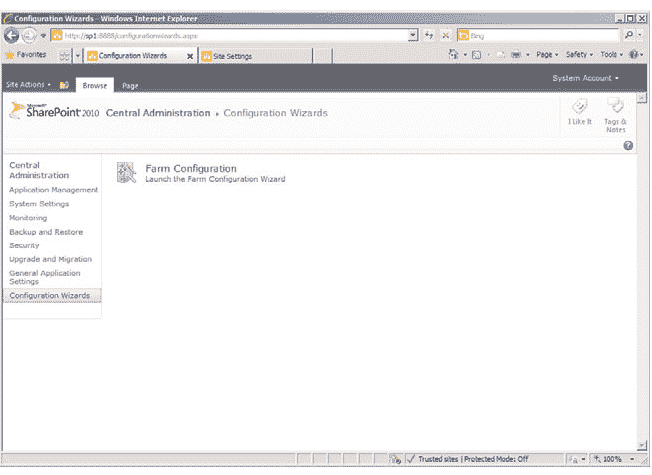 Configuration Wizards - Windows Internet Explorer
http://sp1:8888/configurationwizards.aspx
Bing
Favorites
Configuration Wizards
Site Settings
Page
Safety
Tools
Site Actions
Browse
Page
System Account
Microsoft
SharePoint 2010
Central Administration
Configuration Wizards
I Like It
Tags &
Notes
Central
Administration
Application Management
System Settings
Monitoring
Backup and Restore
Security
Upgrade and Migration
General Application
Settings
Configuration Wizards
Farm Configuration
Launch the Farm Configuration Wizard
Trusted sites | Protected Mode: Off
100%